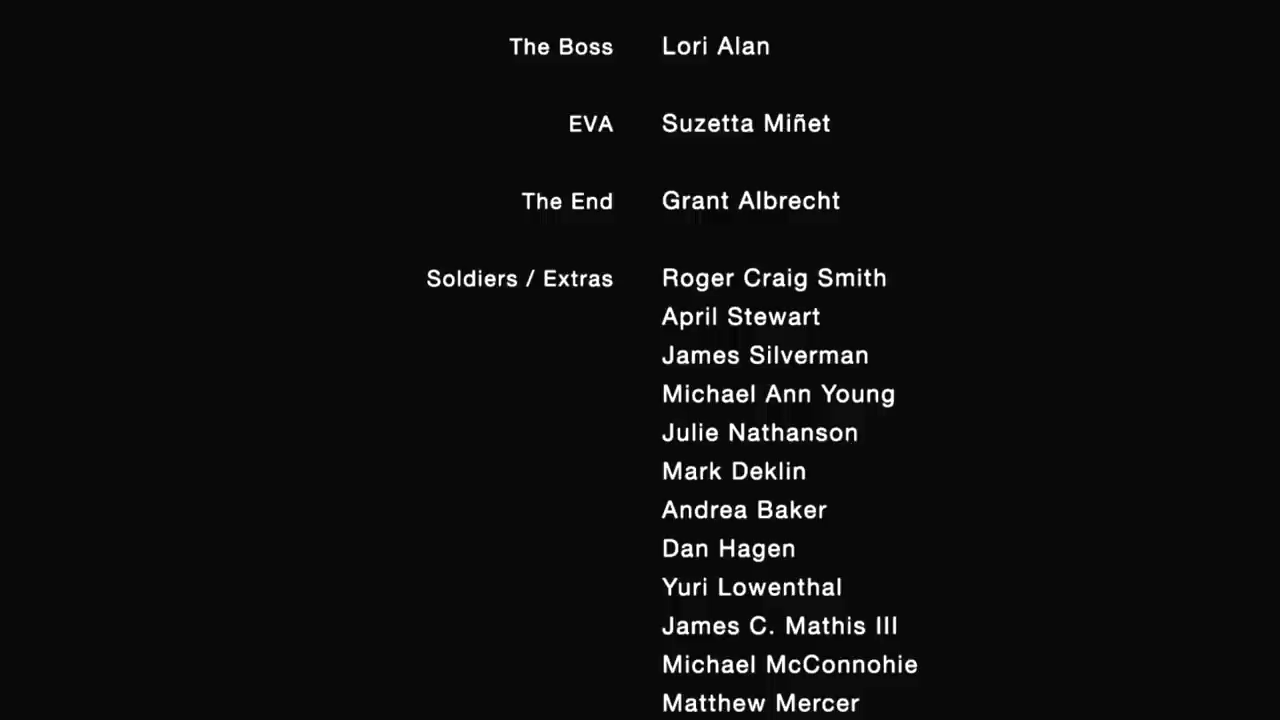 The Boss Lori Alan
EVA Suzetta Miñet
The End Grant Albrecht
Soldiers / Extras Roger Craig Smith
April Stewart
James Silverman
Michael Ann Young
Julie Nathanson
Mark Deklin
Andrea Baker
Dan Hagen
Yuri Lowenthal
James C. Mathis III
Michael McConnohie
Matthew Mercer